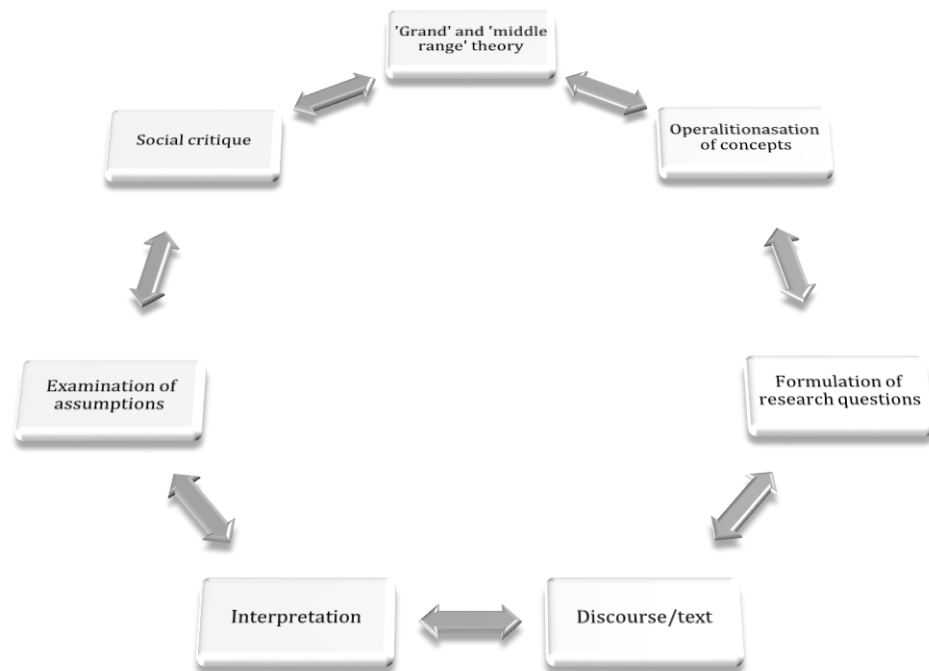 'Grand' and 'middle
range' theory
Operalitionasation
of concepts
Formulation of
research questions
Discourse/text
Interpretation
Examination of
assumptions
Social critique